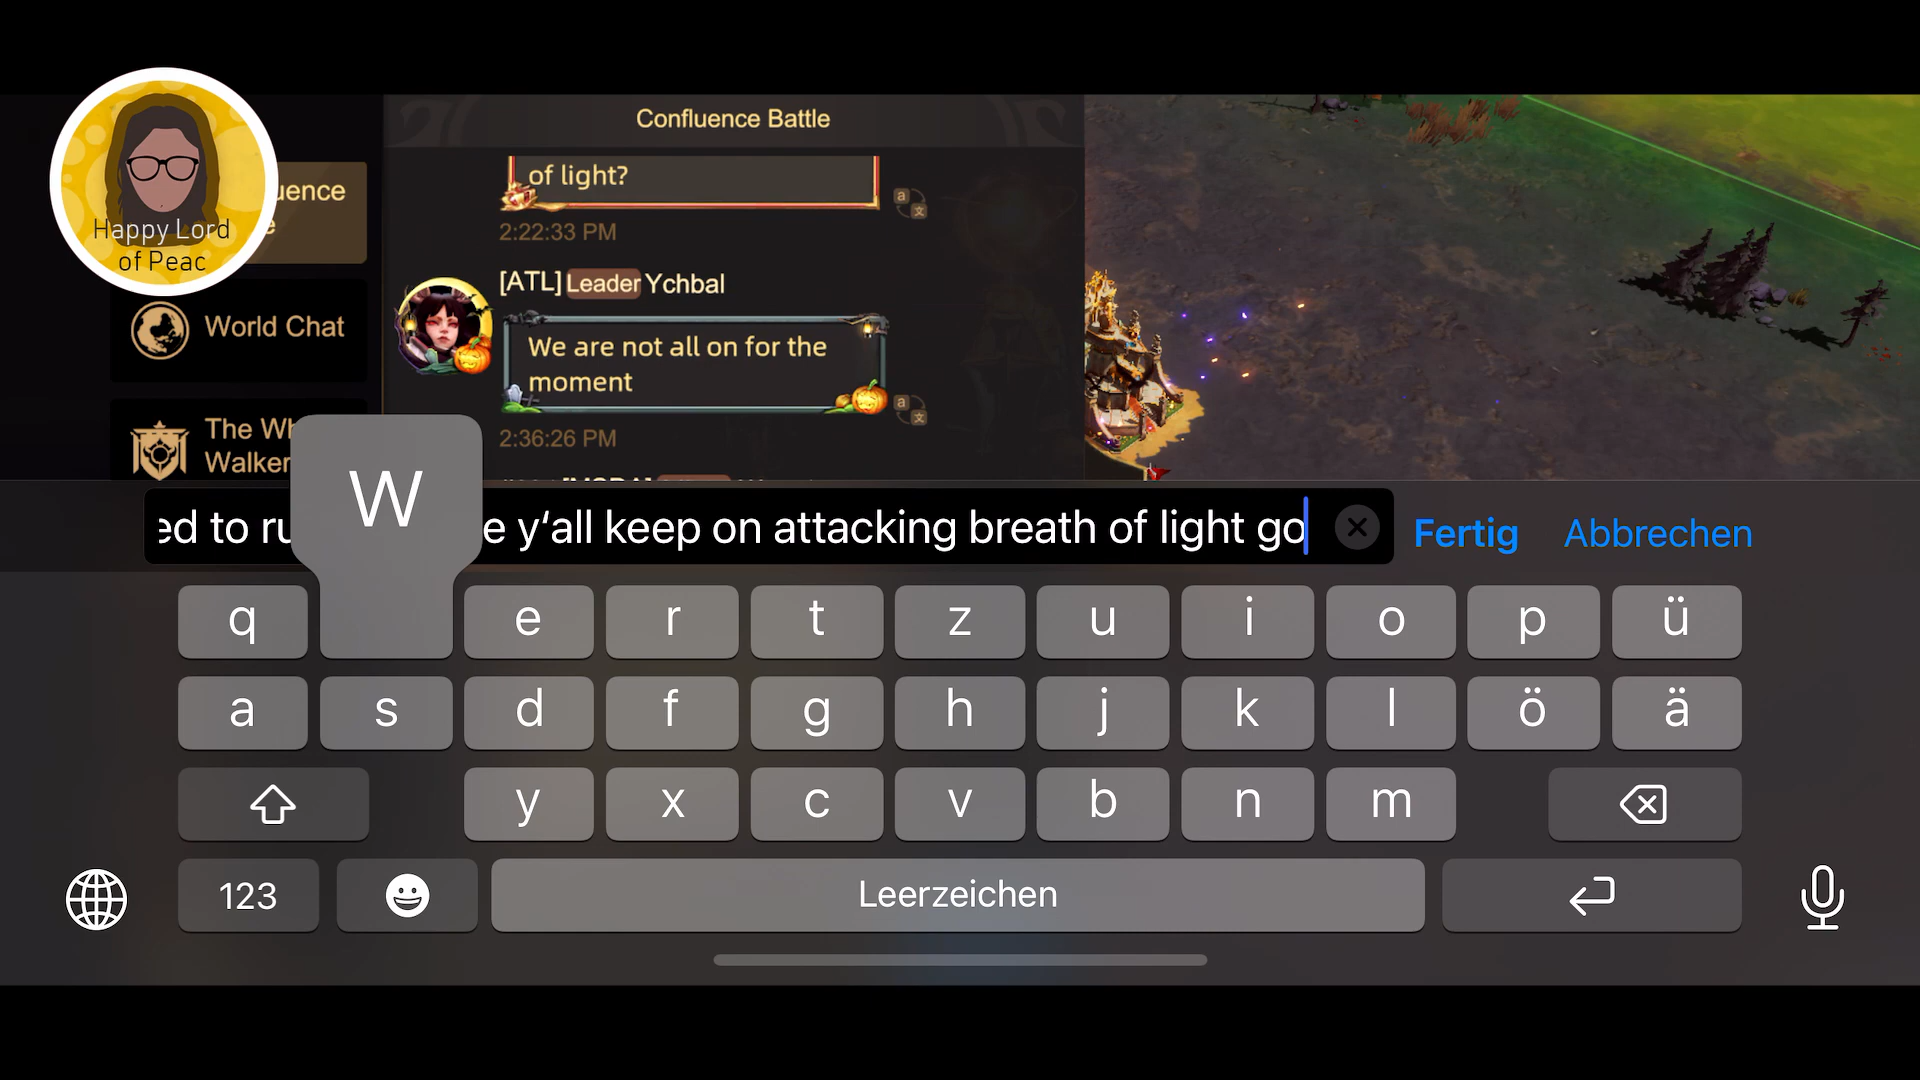 Confluence Battle
uence
e
Happy Lord
of Peac
of light?
2:22:33 PM
[ATL] Leader Ychbal
World Chat
We are not all on for the
moment
2:36:26 PM
The Wh
Walker
W
ed to ru e y‘all keep on attacking breath of light go
Fertig Abbrechen
q e r t z u i o p ü
a s d f g h j k l ö ä
y x c v b n m
123 Leerzeichen